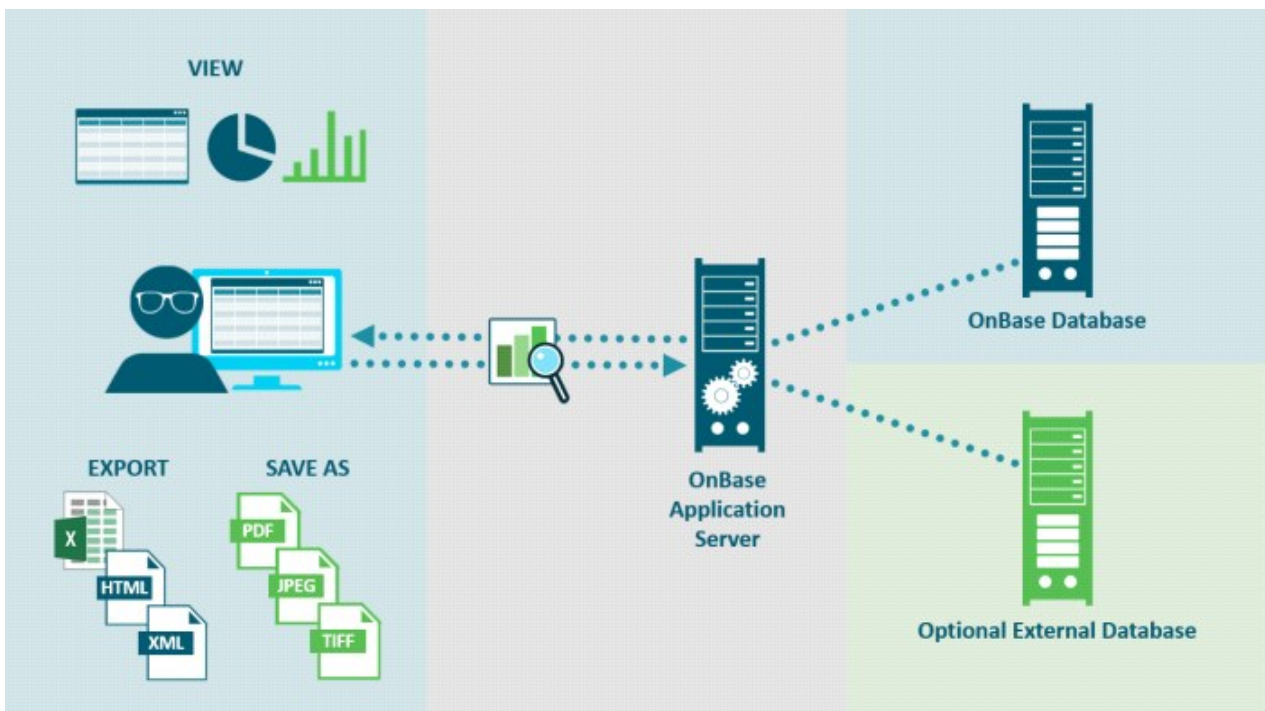 VIEW
OnBase Database
EXPORT
SAVE AS
X
HTML
XML
PDF
JPEG
TIFF
OnBase
Application
Server
Optional External Database